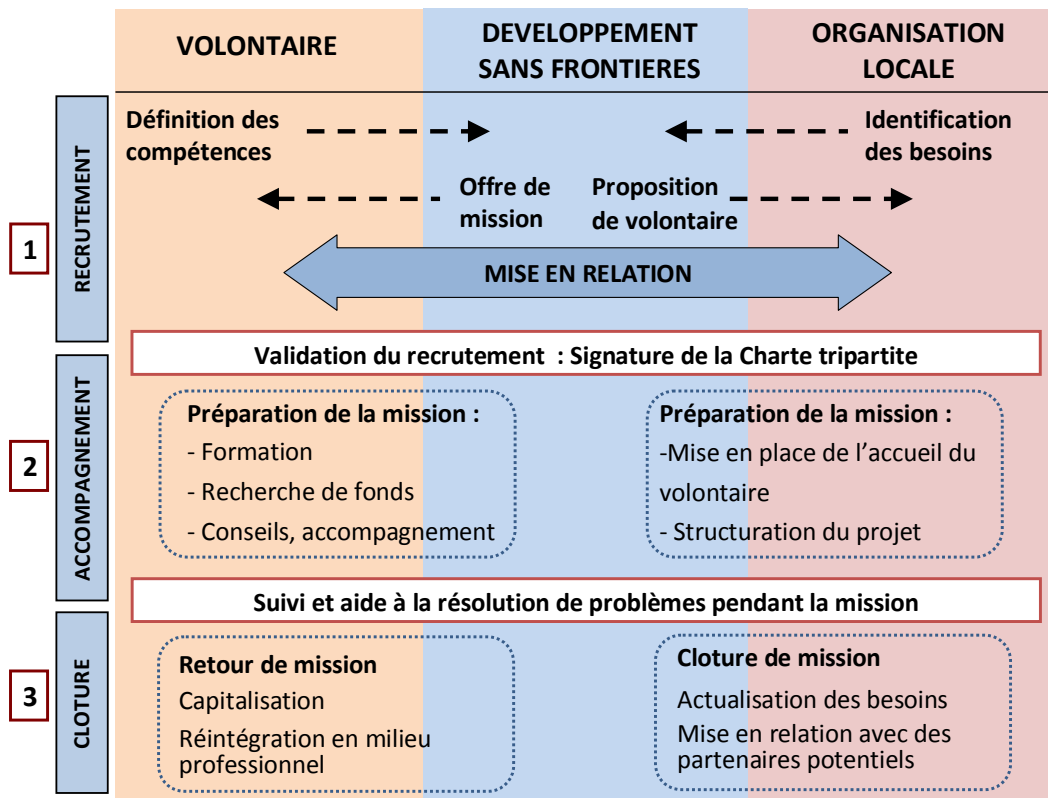 VOLONTAIRE
DEVELOPPEMENT
SANS FRONTIERES
ORGANISATION
LOCALE
1
RECRUTEMENT
Définition des
compétences
Identification
des besoins
Offre de
mission
Proposition
de volontaire
MISE EN RELATION
Validation du recrutement : Signature de la Charte tripartite
2
ACCOMPAGNEMENT
Préparation de la mission :
- Formation
- Recherche de fonds
- Conseils, accompagnement
Préparation de la mission :
-Mise en place de l’accueil du
volontaire
- Structuration du projet
Suivi et aide à la résolution de problèmes pendant la mission
3
CLOTURE
Retour de mission
Capitalisation
Réintégration en milieu
professionnel
Cloture de mission
Actualisation des besoins
Mise en relation avec des
partenaires potentiels